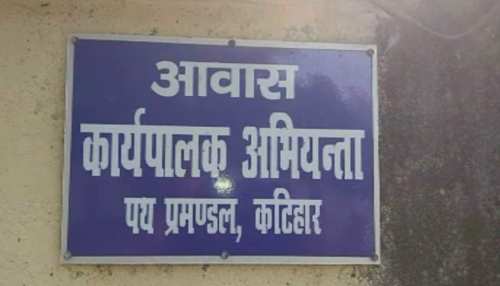 आवास
कार्यपालक अभियन्ता
पथ प्रमण्डल, कटिहार